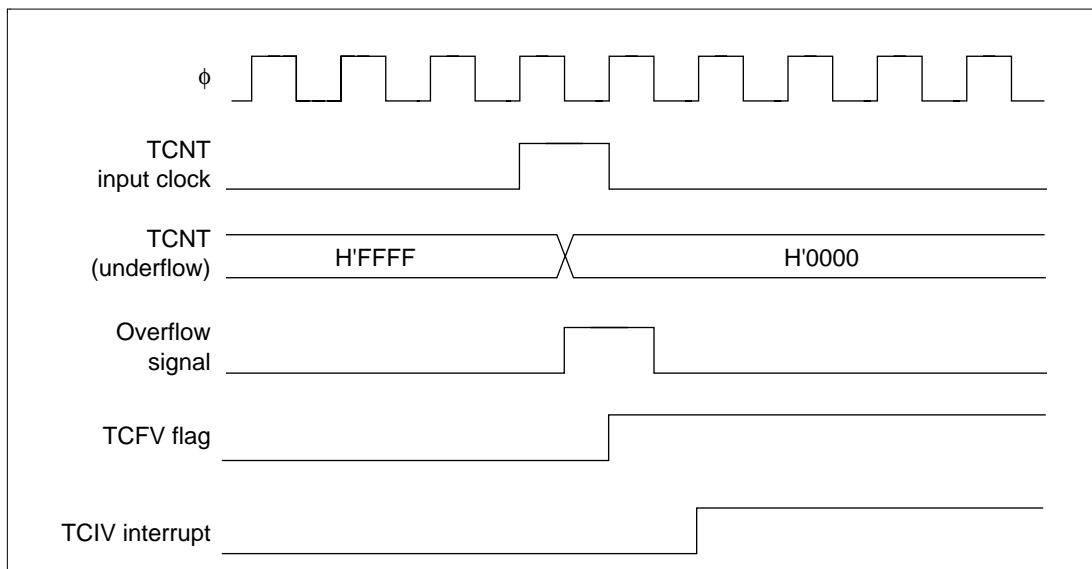 ϕ
TCNT
input clock
TCNT
(underflow)
H'FFFF
H'0000
Overflow
signal
TCFV flag
TCIV interrupt